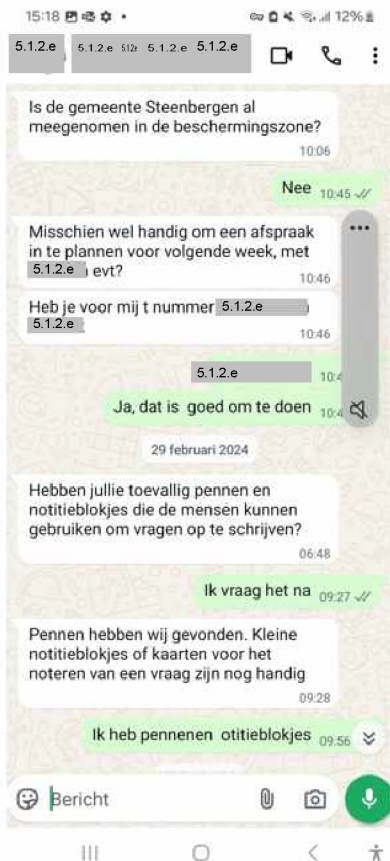 15:18 12%
5.1.2.e 5.1.2.e 5.1.2.e 5.1.2.e 5.1.2.e
Is de gemeente Steenbergen al
meegenomen in de beschermingszone?
10:06
Nee 10:45
Misschien wel handig om een afspraak
in te plannen voor volgende week, met
5.1.2.e evt?
10:46
Heb je voor mij t nummer 5.1.2.e
5.1.2.e
10:46
5.1.2.e
Ja, dat is goed om te doen
29 februari 2024
Hebben jullie toevallig pennen en
notitieblokjes die de mensen kunnen
gebruiken om vragen op te schrijven?
06:48
Ik vraag het na 09:27
Pennen hebben wij gevonden. Kleine
notitieblokjes of kaarten voor het
noteren van een vraag zijn nog handig
09:28
Ik heb pennenen otitieblokjes 09:56
Bericht